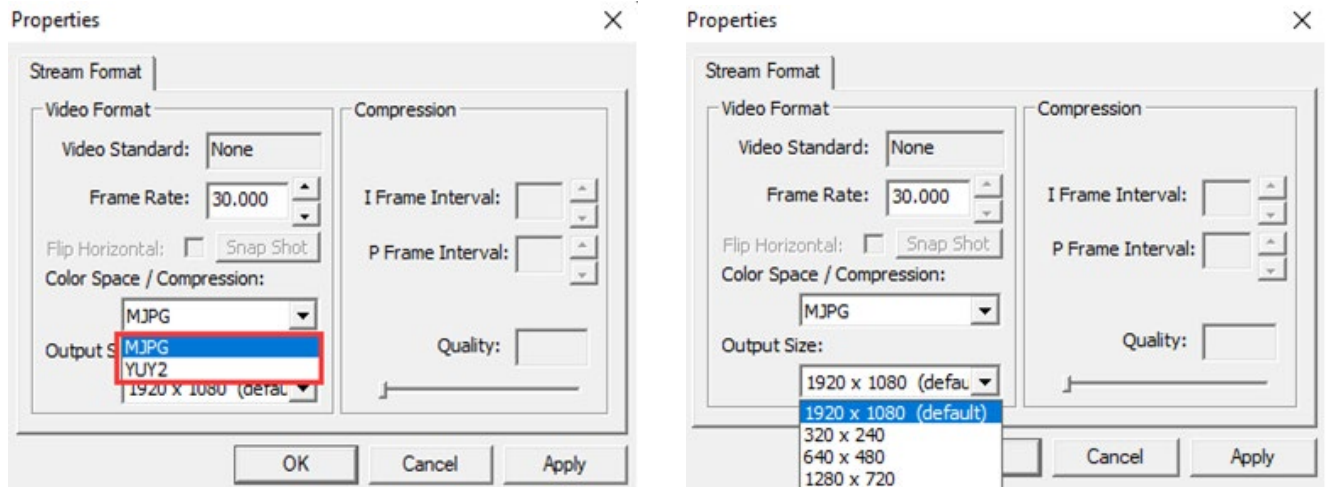 Properties
Stream Format
Video Format
Video Standard: None
Frame Rate: 30.000
Flip Horizontal: Snap Shot
Color Space / Compression:
MJPG
MJPG
YUY2
Output S
1920 x 1080 (defau
Compression
I Frame Interval:
P Frame Interval:
Quality:
OK Cancel Apply
Properties
Stream Format
Video Format
Video Standard: None
Frame Rate: 30.000
Flip Horizontal: Snap Shot
Color Space / Compression:
MJPG
Output Size:
1920 x 1080 (defau
1920 x 1080 (default)
320 x 240
640 x 480
1280 x 720
Compression
I Frame Interval:
P Frame Interval:
Quality:
Cancel Apply